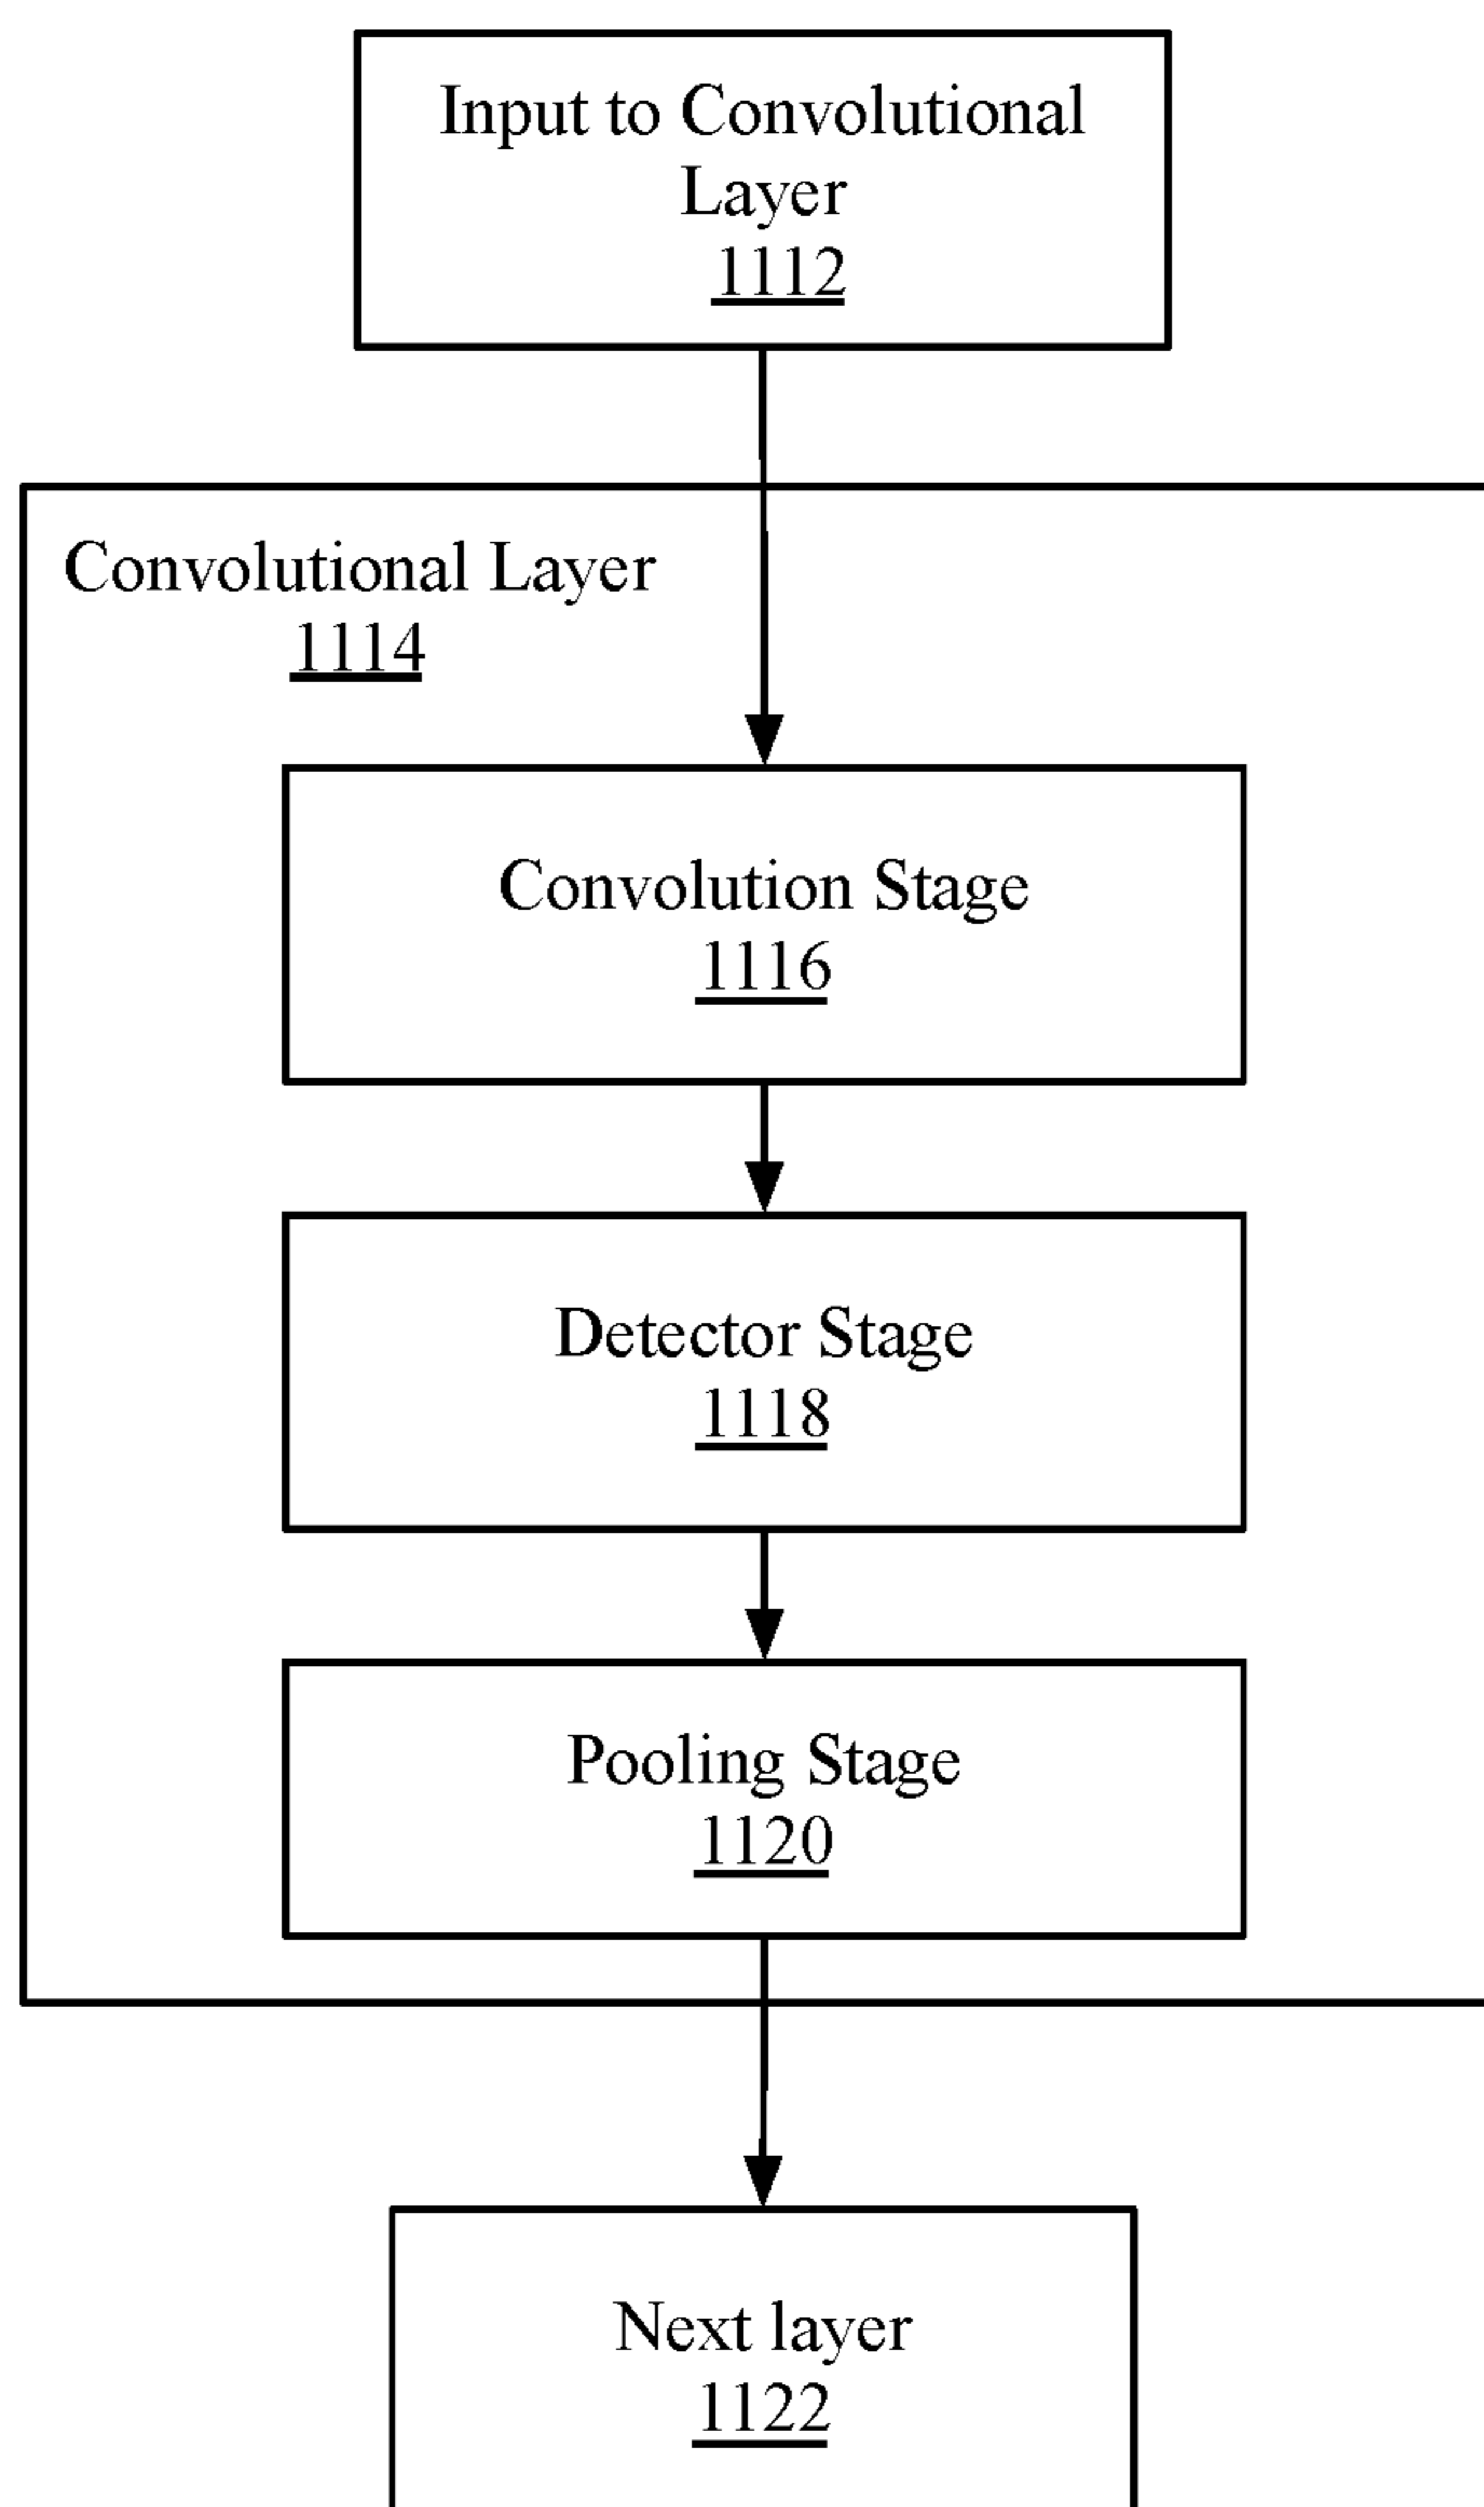 Input to Convolutional
Layer
1112
Convolutional Layer
1114
Convolution Stage
1116
Detector Stage
1118
Pooling Stage
1120
Next layer
1122